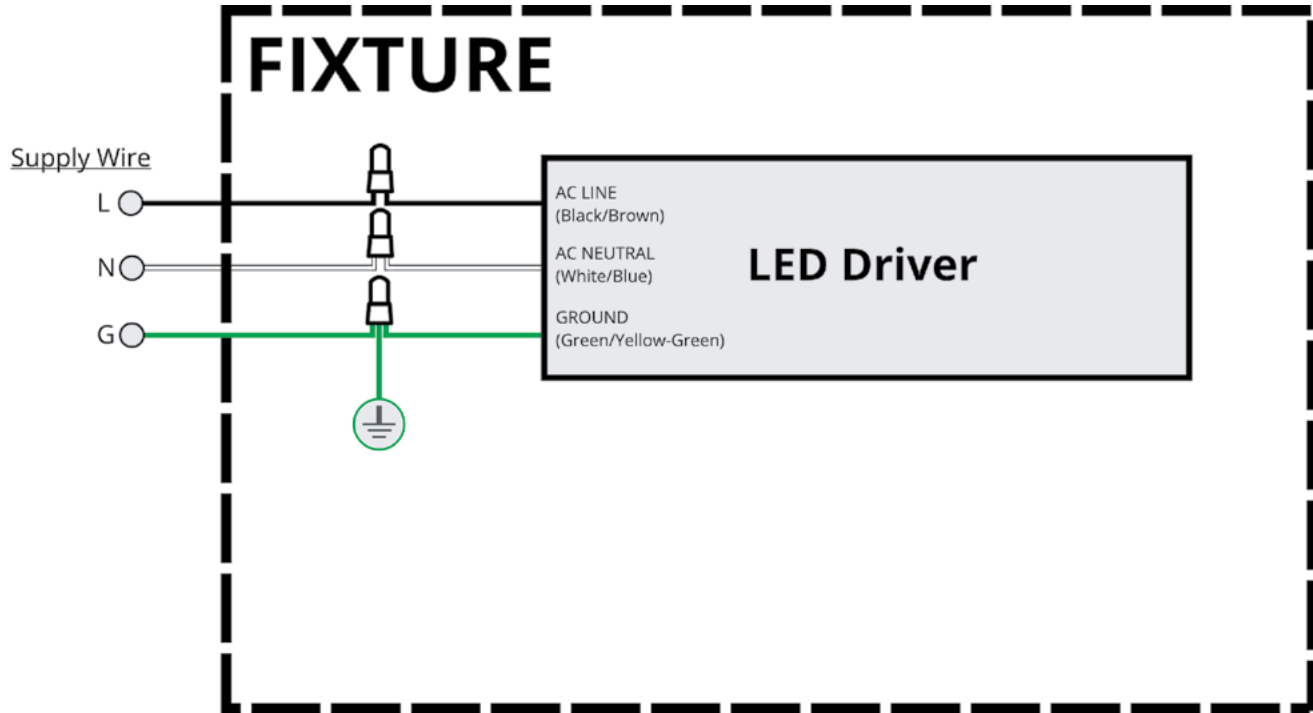 FIXTURE
Supply Wire
L
AC LINE
(Black/Brown)
N
AC NEUTRAL
(White/Blue)
LED Driver
G
GROUND
(Green/Yellow-Green)